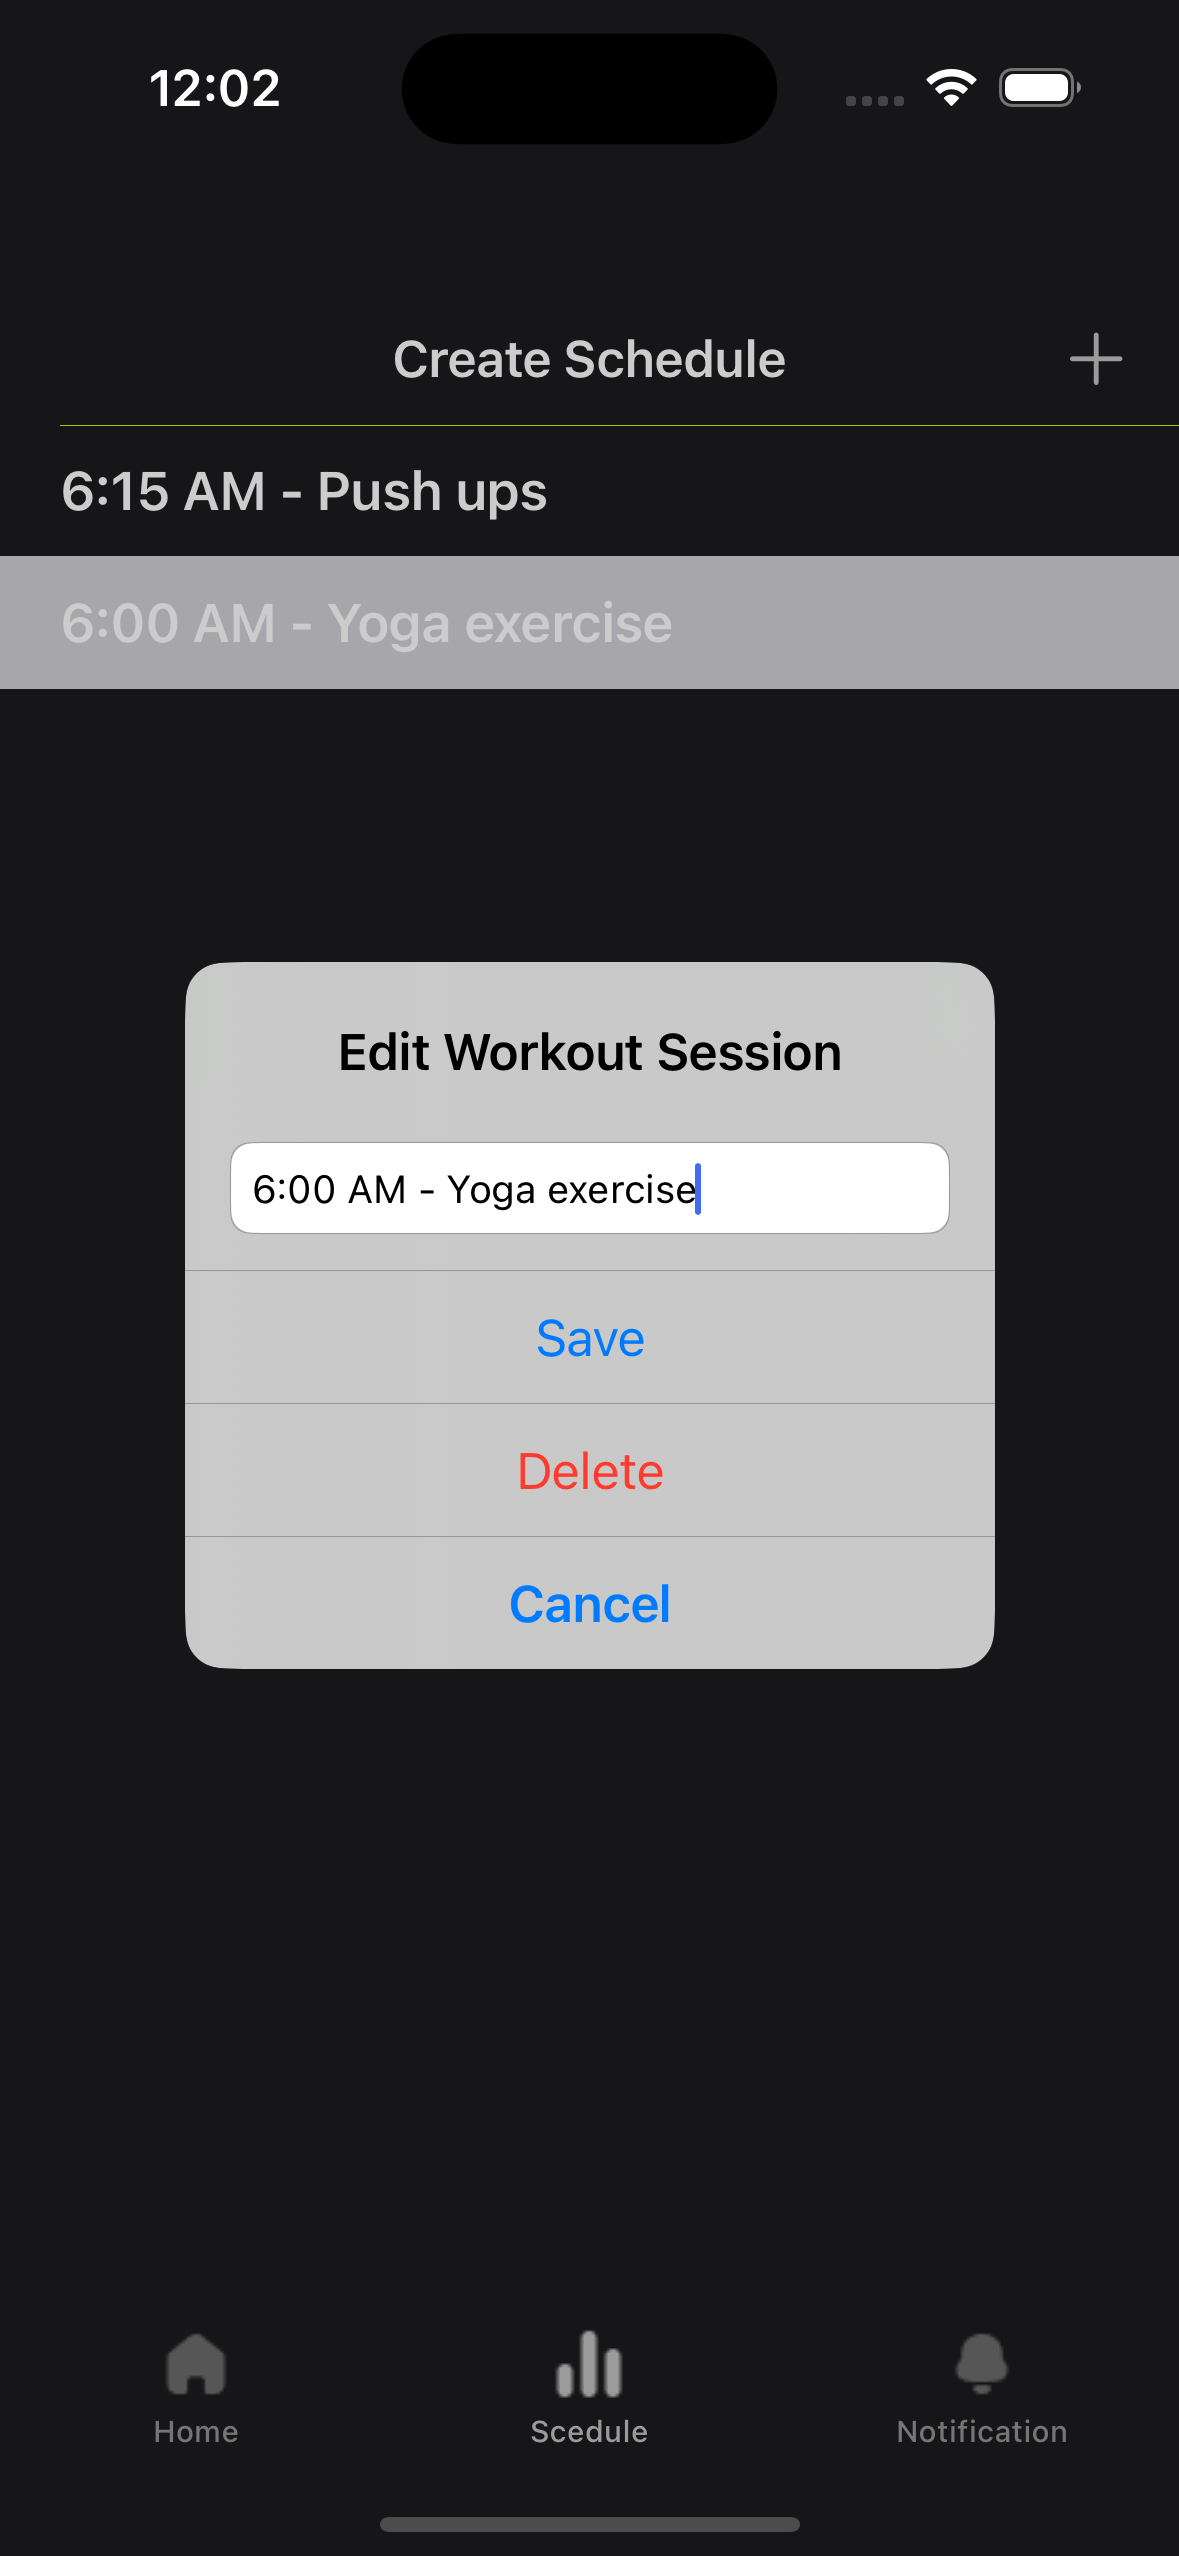 12:02
Create Schedule
6:15 AM - Push ups
6:00 AM - Yoga exercise
Edit Workout Session
6:00 AM - Yoga exercise
Save
Delete
Cancel
Home
Scedule
Notification